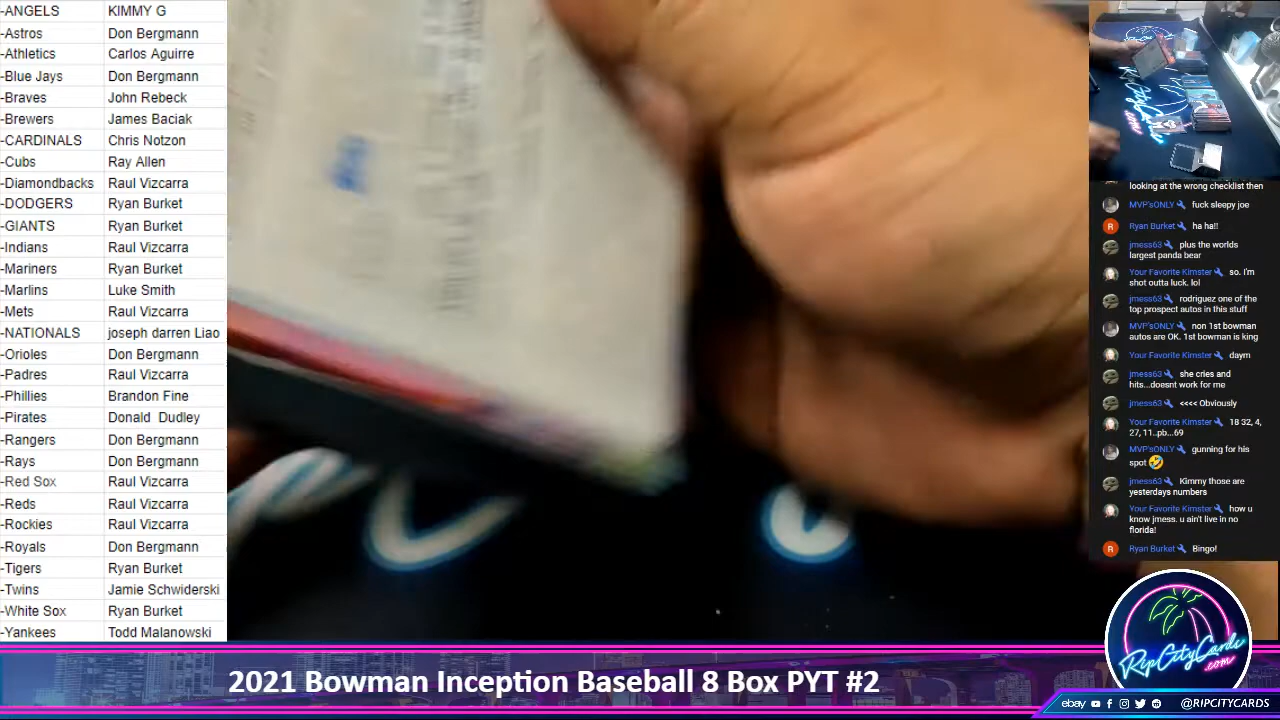 -ANGELS KIMMY G
-Astros Don Bergmann
-Athletics Carlos Aguirre
-Blue Jays Don Bergmann
-Braves John Rebeck
-Brewers James Baciak
-CARDINALS Chris Notzon
-Cubs Ray Allen
-Diamondbacks Raul Vizcarra
-DODGERS Ryan Burket
-GIANTS Ryan Burket
-Indians Raul Vizcarra
-Mariners Ryan Burket
-Marlins Luke Smith
-Mets Raul Vizcarra
-NATIONALS joseph darren Liao
-Orioles Don Bergmann
-Padres Raul Vizcarra
-Phillies Brandon Fine
-Pirates Donald Dudley
-Rangers Don Bergmann
-Rays Don Bergmann
-Red Sox Raul Vizcarra
-Reds Raul Vizcarra
-Rockies Raul Vizcarra
-Royals Don Bergmann
-Tigers Ryan Burket
-Twins Jamie Schwiderski
-White Sox Ryan Burket
-Yankees Todd Malanowski
looking at the wrong checklist then
MVP'sONLY fuck sleepy joe
Ryan Burket ha ha!!
jmess63 plus the worlds
largest panda bear
Your Favorite Kimster so. I'm
shot outta luck. lol
jmess63 rodriguez one of the
top prospect autos in this stuff
MVP'sONLY non 1st bowman
autos are OK. 1st bowman is king
Your Favorite Kimster daym
jmess63 she cries and
hits...doesnt work for me
jmess63 <<<< Obviously
Your Favorite Kimster 18 32, 4,
27, 11..pb...69
MVP'sONLY gunning for his
spot 🤣
jmess63 Kimmy those are
yesterdays numbers
Your Favorite Kimster how u
know jmess. u ain't live in no
florida!
R Ryan Burket Bingo!
RipCityCards
.com
2021 Bowman Inception Baseball 8 Box PYT #2
ebay @RIPCITYCARDS